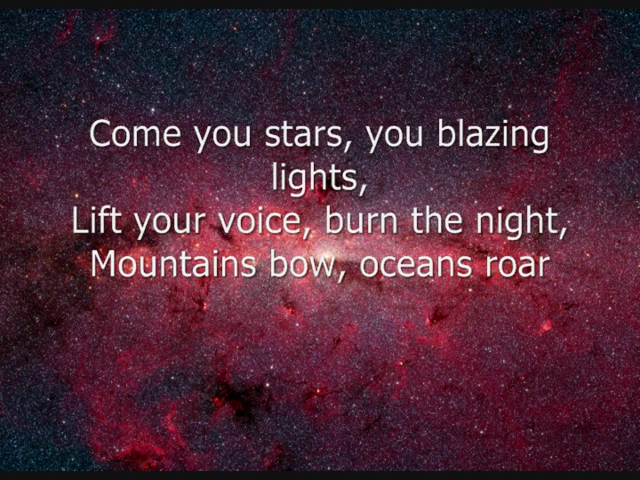 Come you stars, you blazing
lights,
Lift your voice, burn the night,
Mountains bow, oceans roar